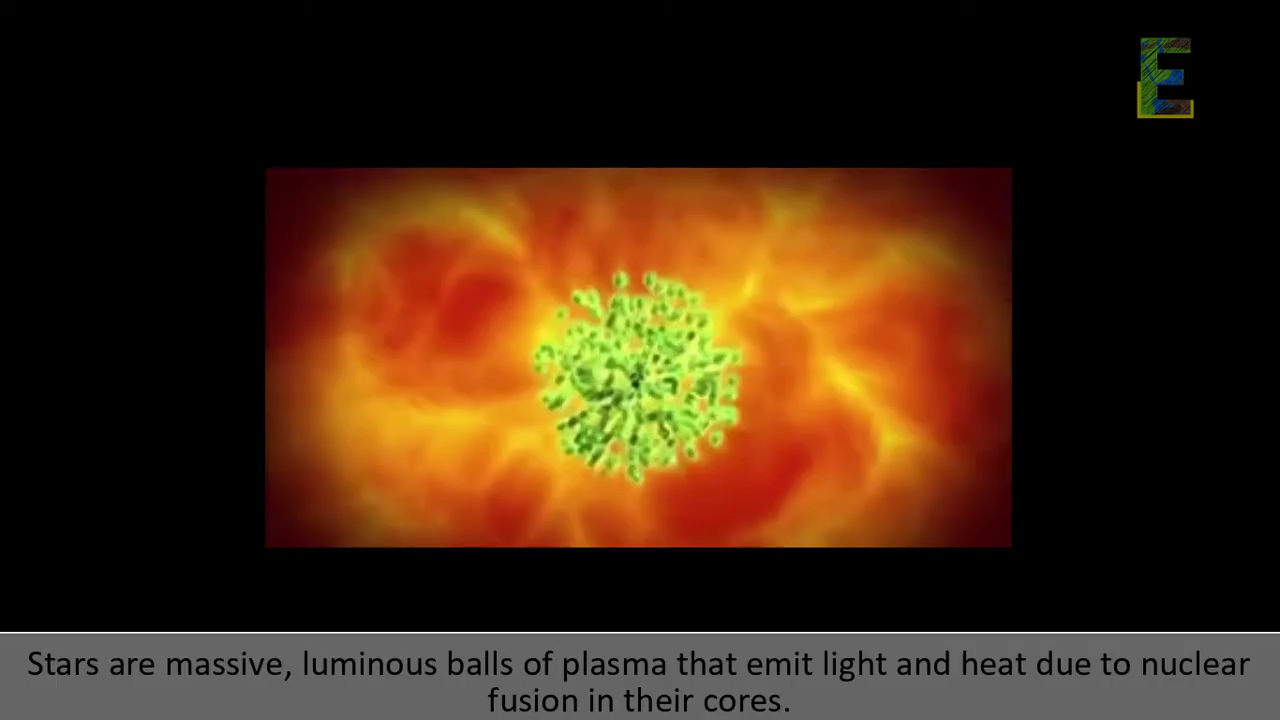 E
Stars are massive, luminous balls of plasma that emit light and heat due to nuclear
fusion in their cores.